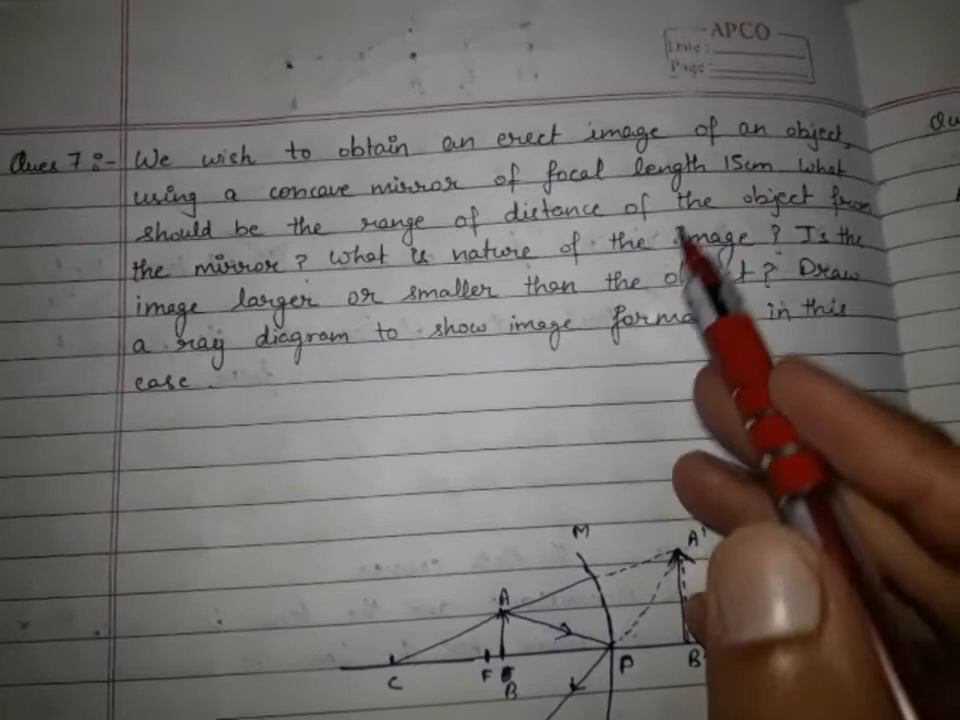 APCO
Date:
Page:
Ques 7 :- We wish to obtain an erect image of an object,
using a concave mirror of focal length 15cm. What
should be the range of distance of the object from
the mirror? What is nature of the image? Is the
image larger or smaller than the t? Draw
a ray diagram to show image forma in this
case.
M
A'
A
C
F
B
P
B